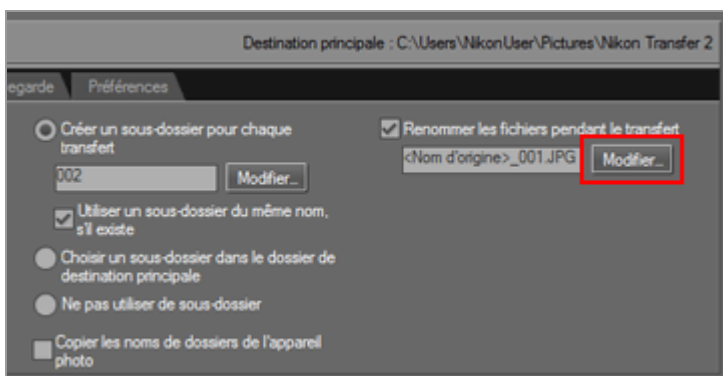 Destination principale : C:\Users\NikonUser\Pictures\Nikon Transfer 2
egarde
Préférences
Créer un sous-dossier pour chaque
transfert
002
Modifier...
Utiliser un sous-dossier du même nom,
s'il existe
Choisir un sous-dossier dans le dossier de
destination principale
Ne pas utiliser de sous-dossier
Copier les noms de dossiers de l'appareil
photo
Renommer les fichiers pendant le transfert
<Nom d'origine>_001.JPG
Modifier...